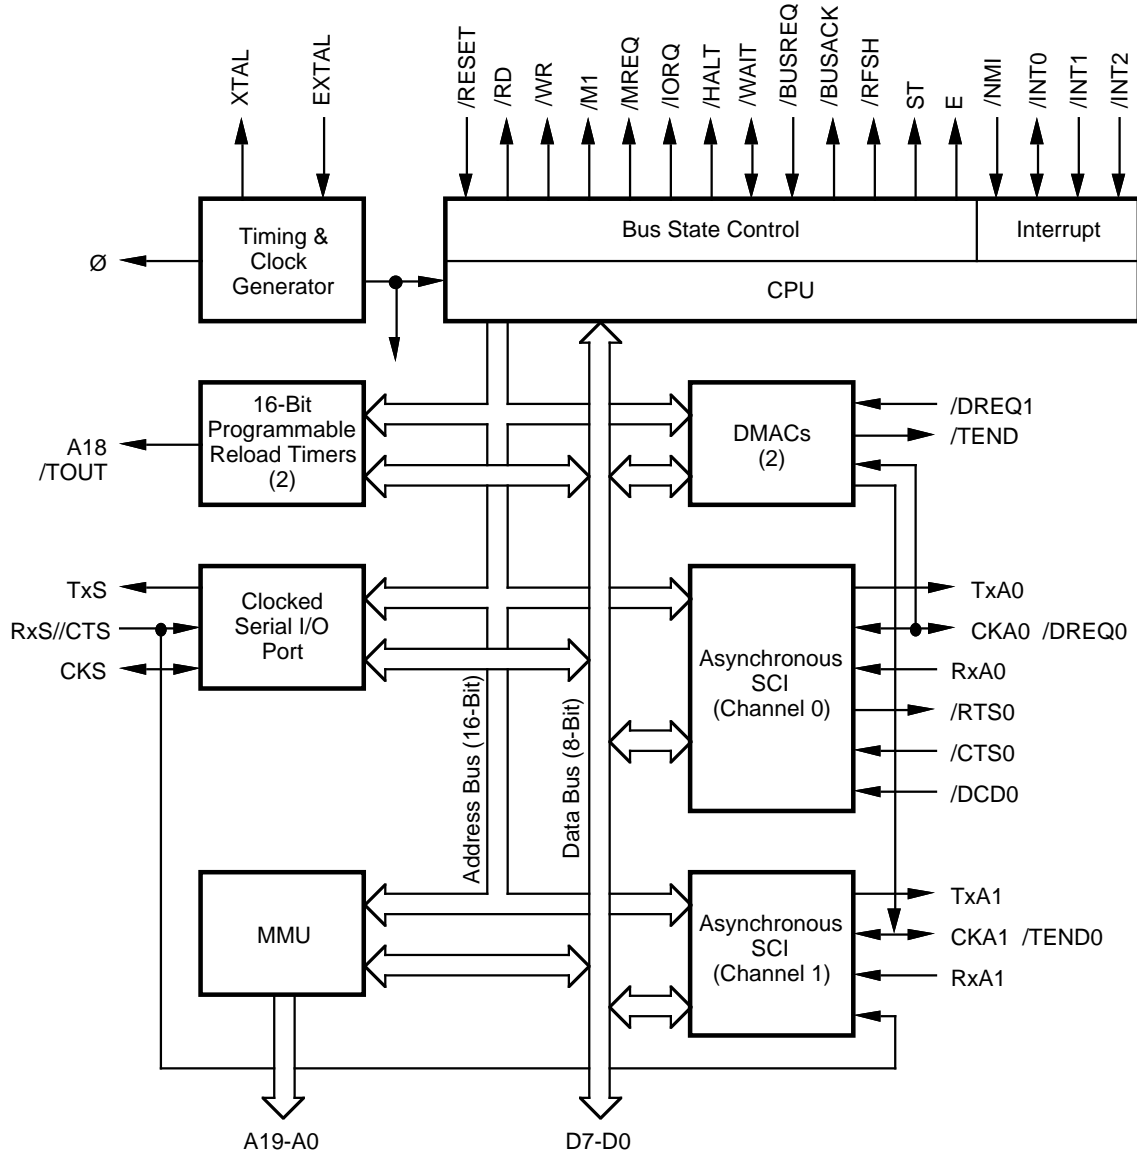 XTAL
EXTAL
/RESET
/RD
/WR
/M1
/MREQ
/IORQ
/HALT
/WAIT
/BUSREQ
/BUSACK
/RFSH
ST
E
/NMI
/INT0
/INT1
/INT2
Timing &
Clock
Generator
Ø
Bus State Control
Interrupt
CPU
16-Bit
Programmable
Reload Timers
(2)
A18
/TOUT
DMACs
(2)
/DREQ1
/TEND
TxS
RxS//CTS
CKS
Clocked
Serial I/O
Port
Address Bus (16-Bit)
Data Bus (8-Bit)
Asynchronous
SCI
(Channel 0)
TxA0
CKA0 /DREQ0
RxA0
/RTS0
/CTS0
/DCD0
MMU
Asynchronous
SCI
(Channel 1)
TxA1
CKA1 /TEND0
RxA1
A19-A0
D7-D0